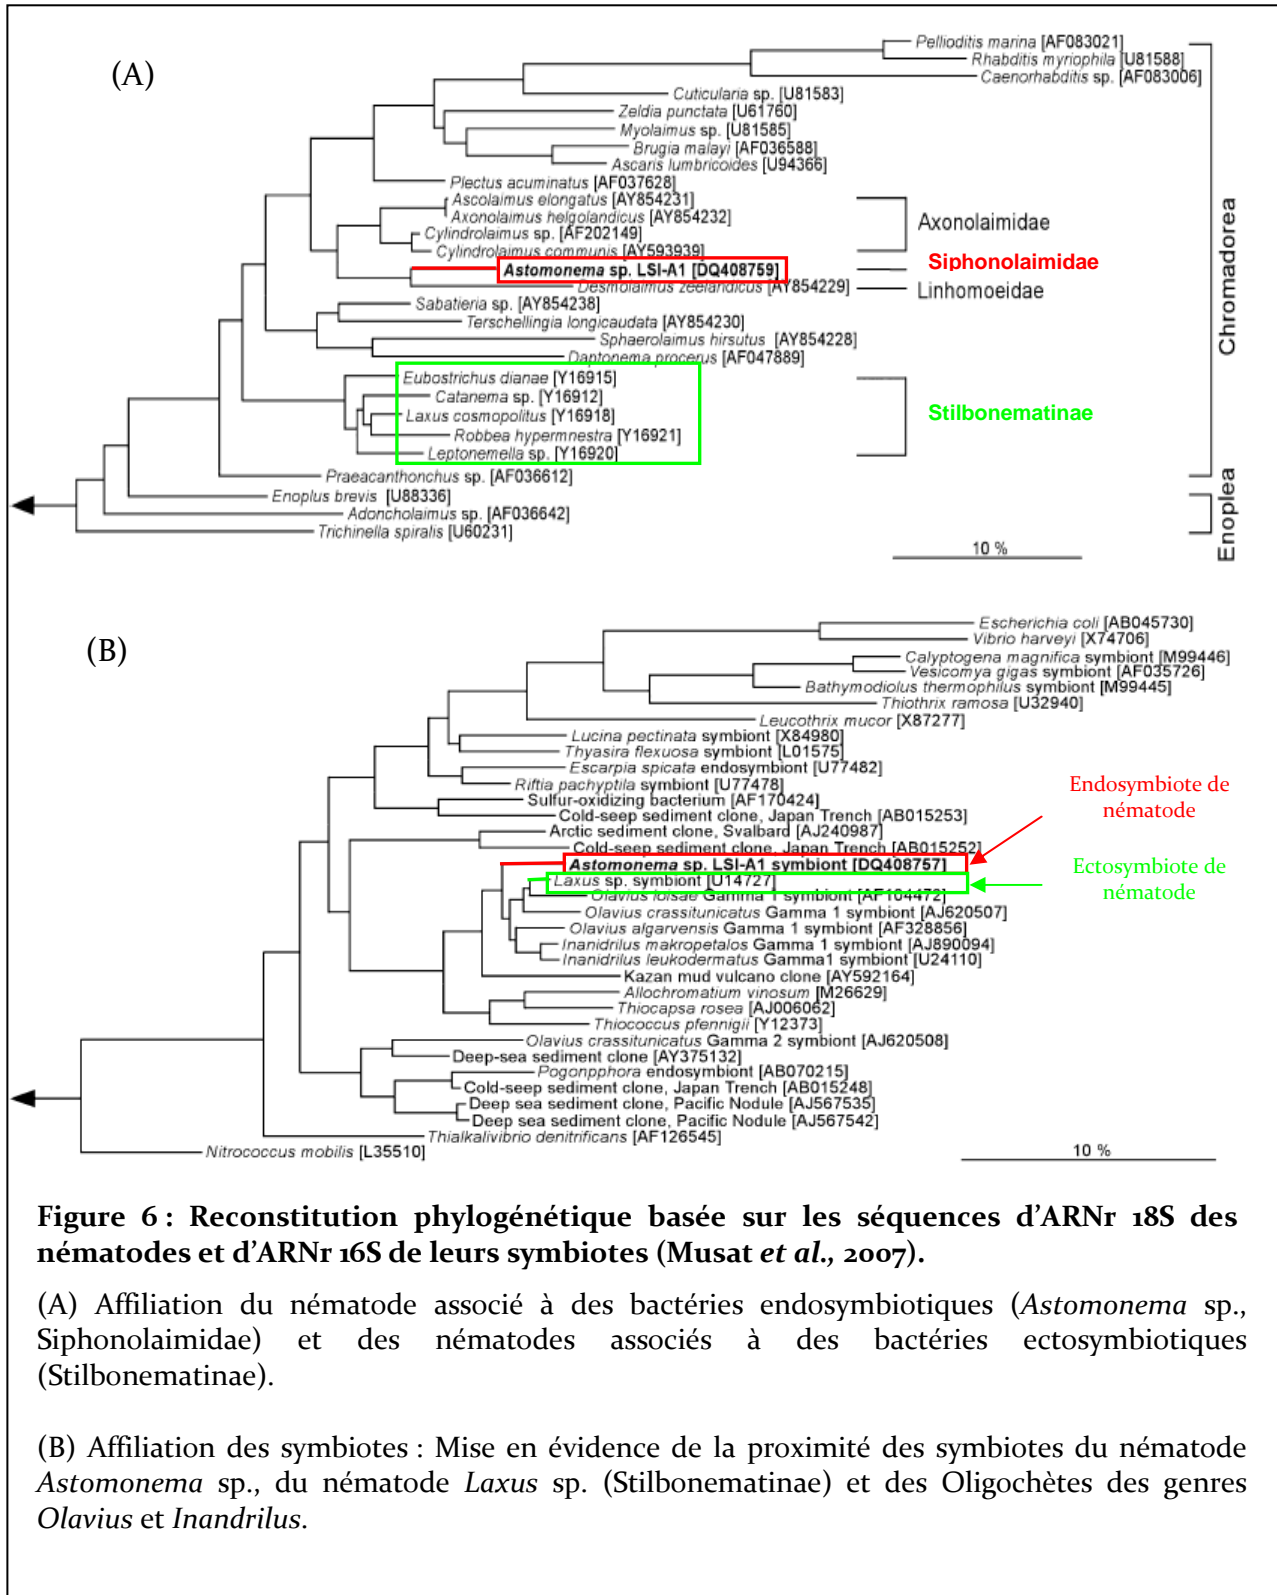 (A)
Pellioditis marina [AF083021]
Rhabditis myriophila [U81588]
Caenorhabditis sp. [AF083006]
Cuticularia sp. [U81583]
Zeldia punctata [U61760]
Myolaimus sp. [U81585]
Brugia malayi [AF036588]
Ascaris lumbricoides [U94366]
Plectus acuminatus [AF037628]
Ascolaimus elongatus [AY854231]
Axonolaimus helgolandicus [AY854232]
Cylindrolaimus sp. [AF202149]
Cylindrolaimus communis [AY593939]
Axonolaimidae
Astomonema sp. LSI-A1 [DQ408759]
Siphonolaimidae
Desmolaimus zeelandicus [AY854229]
Linhomoeidae
Sabatieria sp. [AY854238]
Terschellingia longicaudata [AY854230]
Sphaerolaimus hirsutus [AY854228]
Daptonema procerus [AF047889]
Eubostrichus dianae [Y16915]
Catanema sp. [Y16912]
Laxus cosmopolitus [Y16918]
Robbea hypermnestra [Y16921]
Leptonemella sp. [Y16920]
Stilbonematinae
Praeacanthonchus sp. [AF036612]
Enoplus brevis [U88336]
Adoncholaimus sp. [AF036642]
Trichinella spiralis [U60231]
Chromadorea
Enoplea
10 %
(B)
Escherichia coli [AB045730]
Vibrio harveyi [X74706]
Calyptogena magnifica symbiont [M99446]
Vesicomya gigas symbiont [AF035726]
Bathymodiolus thermophilus symbiont [M99445]
Thiothrix ramosa [U32940]
Leucothrix mucor [X87277]
Lucina pectinata symbiont [X84980]
Thyasira flexuosa symbiont [L01575]
Escarpia spicata endosymbiont [U77482]
Riftia pachyptila symbiont [U77478]
Sulfur-oxidizing bacterium [AF170424]
Cold-seep sediment clone, Japan Trench [AB015253]
Arctic sediment clone, Svalbard [AJ240987]
Cold-seep sediment clone, Japan Trench [AB015252]
Astomonema sp. LSI-A1 symbiont [DQ408757]
Laxus sp. symbiont [U14727]
Olavius loisae Gamma 1 symbiont [AF104472]
Olavius crassitunicatus Gamma 1 symbiont [AJ620507]
Olavius algarvensis Gamma 1 symbiont [AF328856]
Inanidrilus makropetalos Gamma 1 symbiont [AJ890094]
Inanidrilus leukodermatus Gamma1 symbiont [U24110]
Kazan mud vulcano clone [AY592164]
Allochromatium vinosum [M26629]
Thiocapsa rosea [AJ006062]
Thiococcus pfennigii [Y12373]
Olavius crassitunicatus Gamma 2 symbiont [AJ620508]
Deep-sea sediment clone [AY375132]
Pogonpphora endosymbiont [AB070215]
Cold-seep sediment clone, Japan Trench [AB015248]
Deep sea sediment clone, Pacific Nodule [AJ567535]
Deep sea sediment clone, Pacific Nodule [AJ567542]
Thialkalivibrio denitrificans [AF126545]
Nitrococcus mobilis [L35510]
Endosymbiote de
nématode
Ectosymbiote de
nématode
10 %
Figure 6 : Reconstitution phylogénétique basée sur les séquences d'ARNr 18S des
nématodes et d'ARNr 16S de leurs symbiotes (Musat et al., 2007).
(A) Affiliation du nématode associé à des bactéries endosymbiotiques (Astomonema sp.,
Siphonolaimidae) et des nématodes associés à des bactéries ectosymbiotiques
(Stilbonematinae).
(B) Affiliation des symbiotes : Mise en évidence de la proximité des symbiotes du nématode
Astomonema sp., du nématode Laxus sp. (Stilbonematinae) et des Oligochètes des genres
Olavius et Inandrilus.